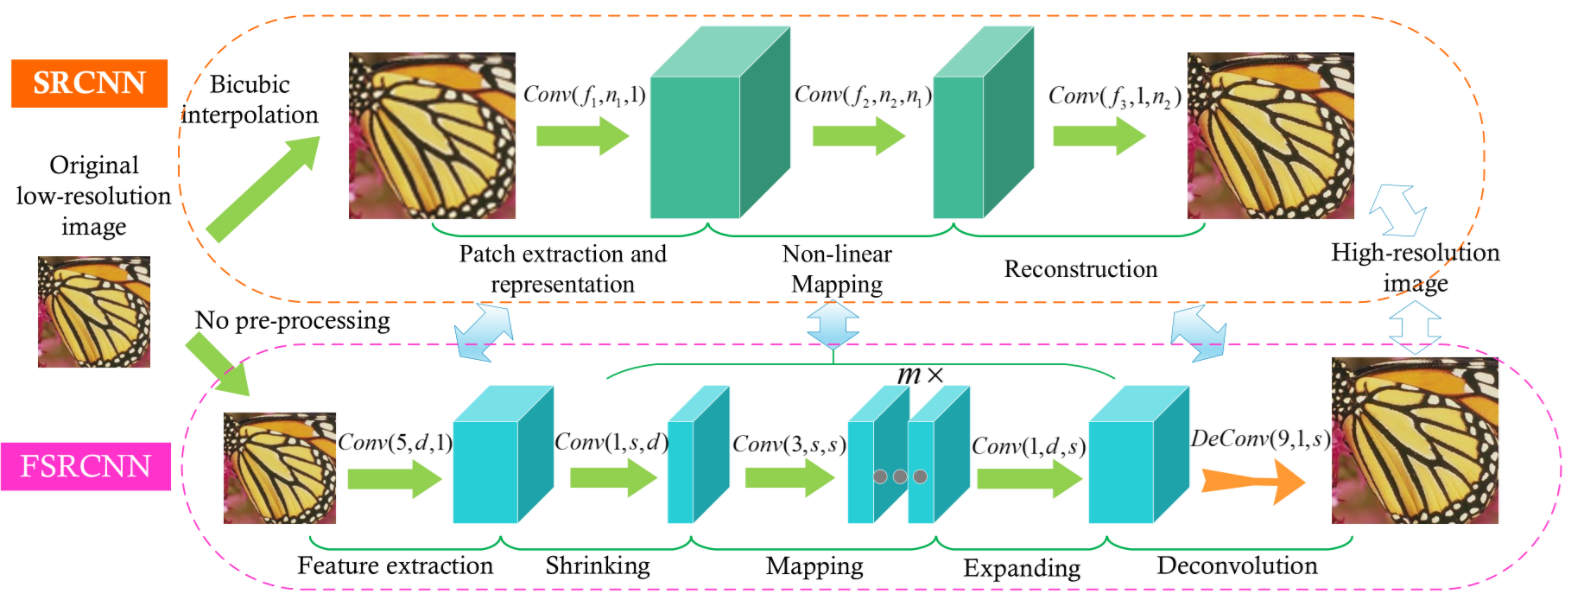 SRCNN
Bicubic
interpolation
Original
low-resolution
image
Conv(f₁,n₁,1)
Conv(f₂,n₂,n₁)
Conv(f₃,1,n₂)
Patch extraction and
representation
Non-linear
Mapping
Reconstruction
High-resolution
image
No pre-processing
FSRCNN
m ×
Conv(5,d,1)
Conv(1,s,d)
Conv(3,s,s)
Conv(1,d,s)
DeConv(9,1,s)
Feature extraction
Shrinking
Mapping
Expanding
Deconvolution